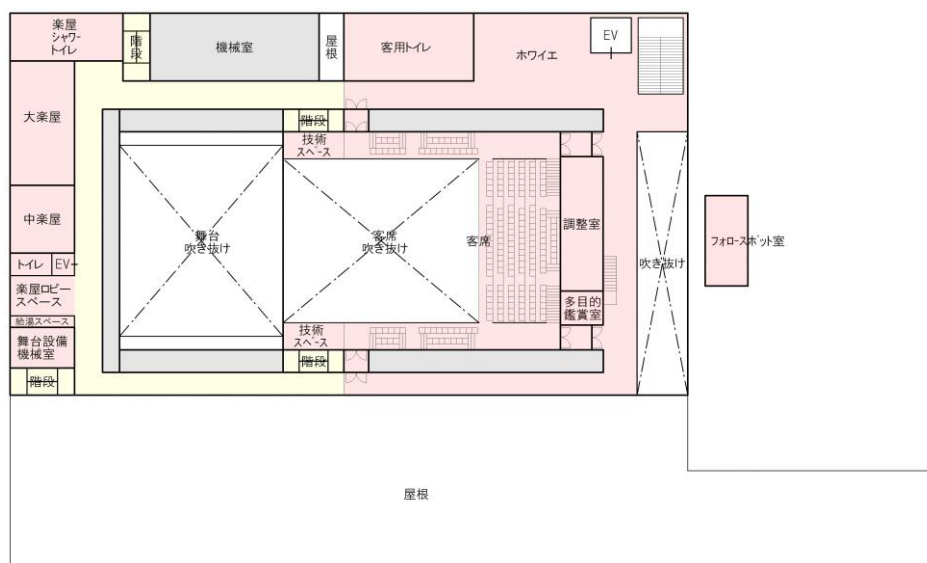 楽屋
シャワー
トイレ
階段
機械室
屋根
客用トイレ
ホワイエ
EV
大楽屋
階段
技術
スペース
中楽屋
舞台
吹き抜け
客席
吹き抜け
客席
調整室
吹き抜け
フォロースポット室
トイレ
EV
楽屋ロビー
スペース
多目的
鑑賞室
給湯スペース
舞台設備
機械室
技術
スペース
階段
階段
屋根